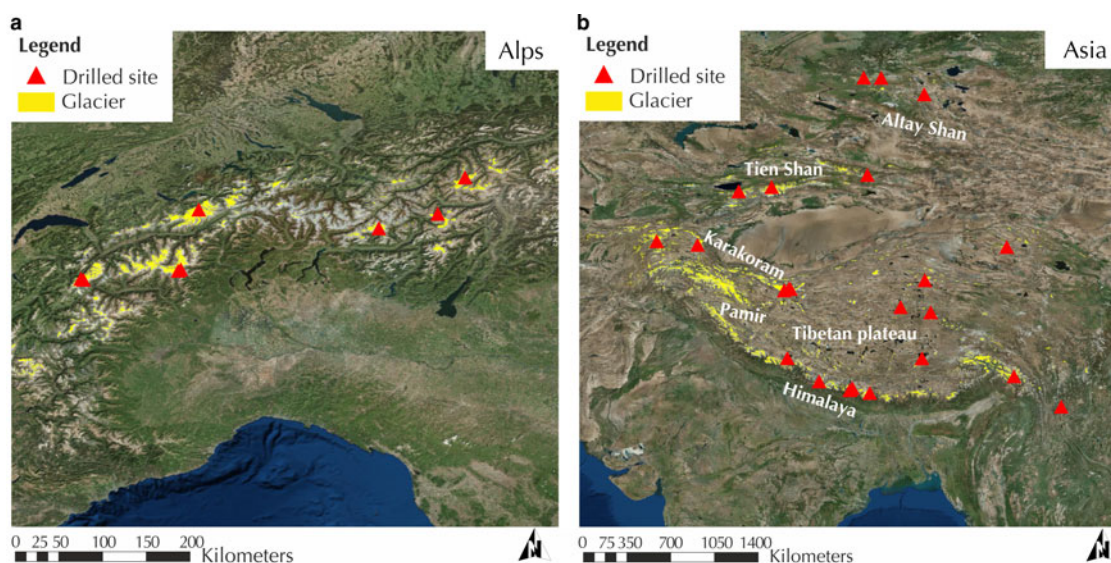 a
Legend
Drilled site
Glacier
Alps
0 25 50 100 150 200
Kilometers
N
b
Legend
Drilled site
Glacier
Asia
Altay Shan
Tien Shan
Karakoram
Pamir
Tibetan plateau
Himalaya
0 75 350 700 1050 1400
Kilometers
N